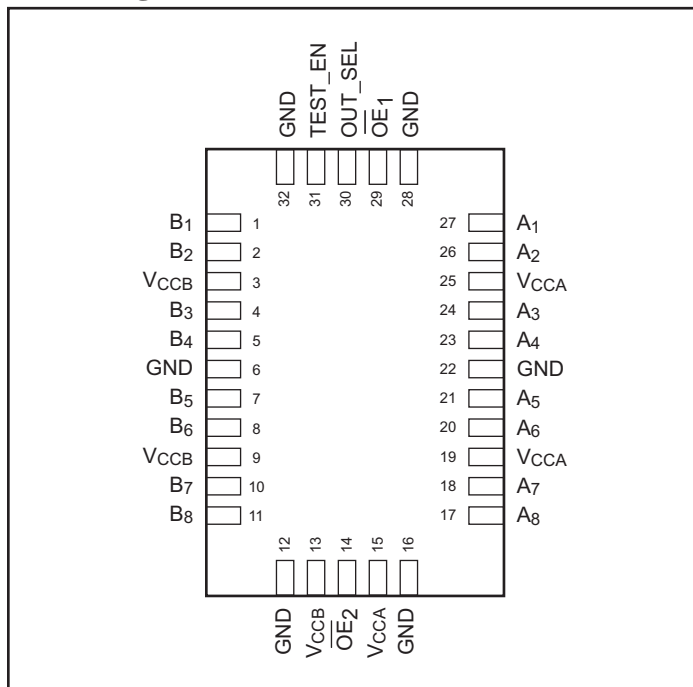 GND
TEST_EN
OUT_SEL
OE1
GND
32
31
30
29
28
B1 1
B2 2
VCCB 3
B3 4
B4 5
GND 6
B5 7
B6 8
VCCB 9
B7 10
B8 11
27 A1
26 A2
25 VCCA
24 A3
23 A4
22 GND
21 A5
20 A6
19 VCCA
18 A7
17 A8
12
13
14
15
16
GND
VCCB
OE2
VCCA
GND